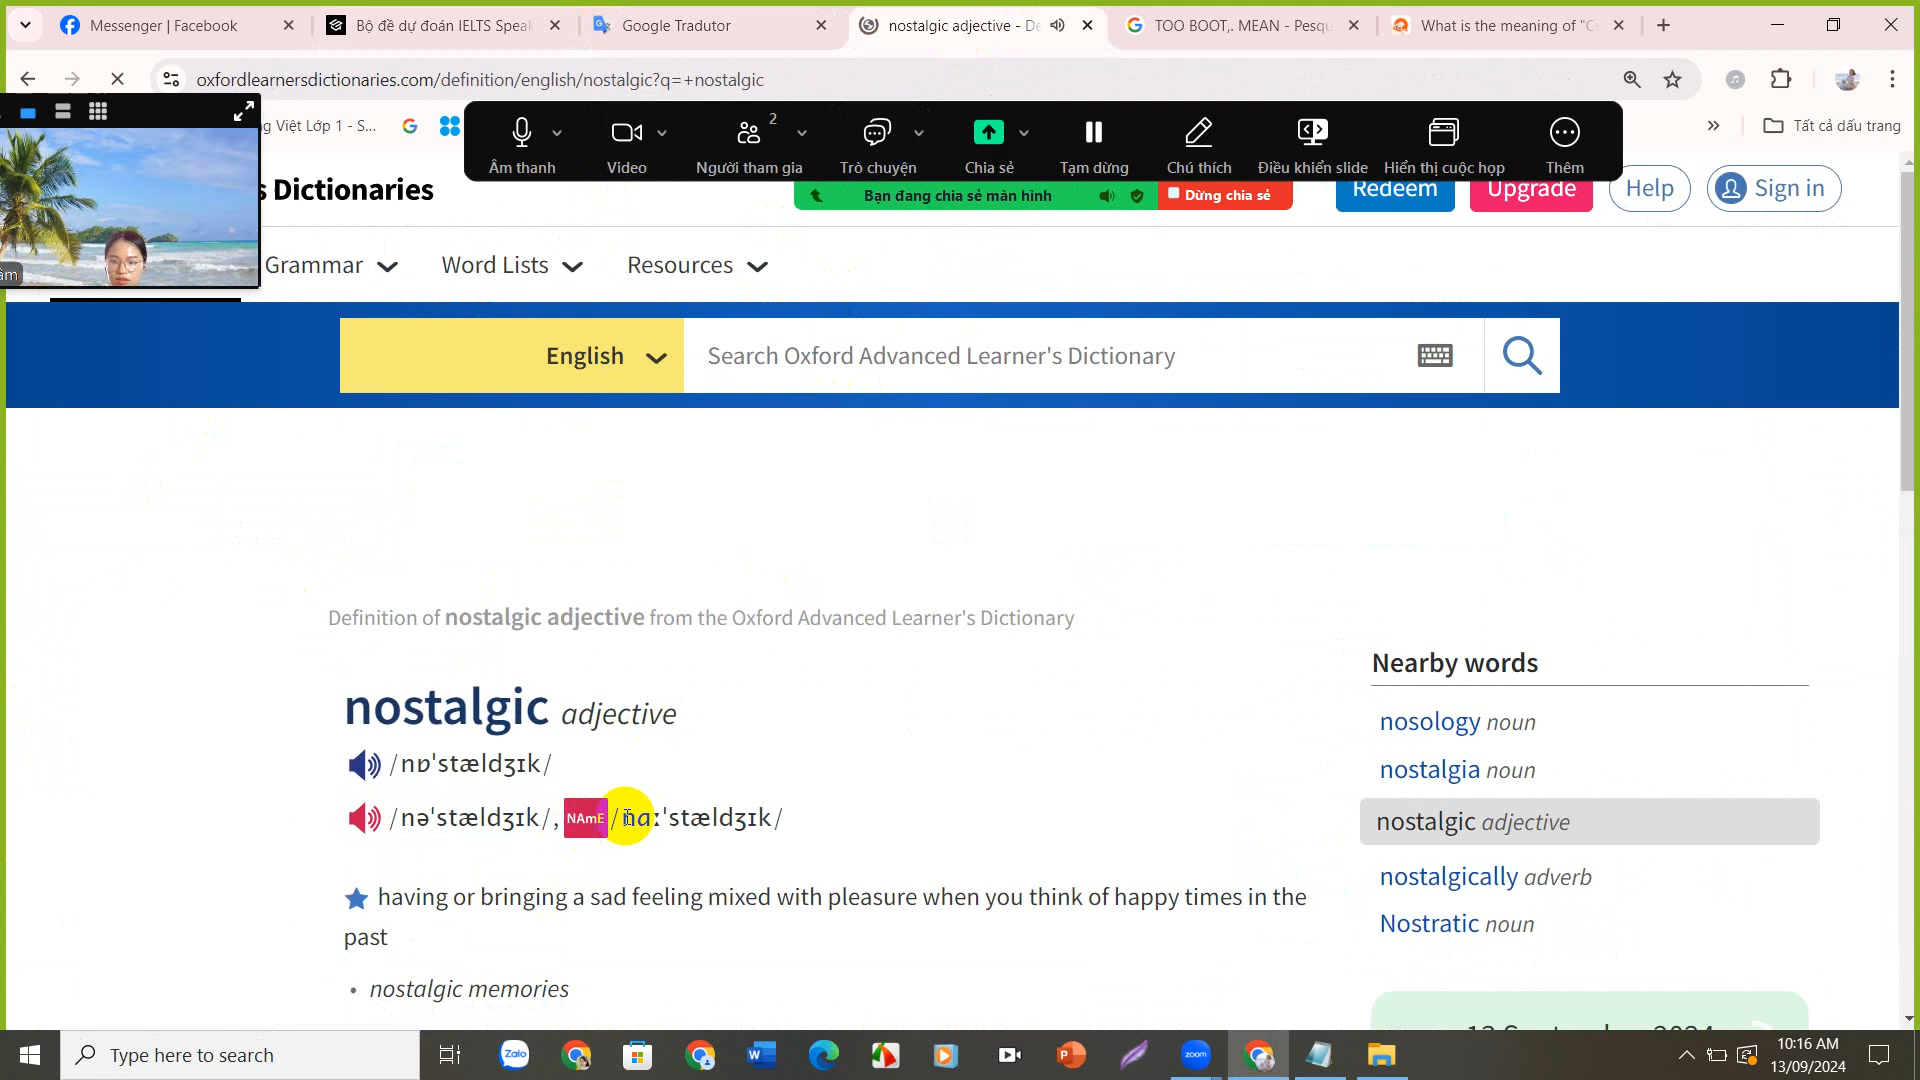 Messenger | Facebook
Bộ đề dự đoán IELTS Speak
Google Tradutor
nostalgic adjective - De
TOO BOOT,. MEAN - Pesqu
What is the meaning of "G
oxfordlearnersdictionaries.com/definition/english/nostalgic?q=+nostalgic
ng Việt Lớp 1 - S...
Tất cả dấu trang
2
Âm thanh
Video
Người tham gia
Trò chuyện
Chia sẻ
Tạm dừng
Chú thích
Điều khiển slide
Hiển thị cuộc họp
Thêm
Bạn đang chia sẻ màn hình
Dừng chia sẻ
s Dictionaries
Redeem
Upgrade
Help
Sign in
Grammar
Word Lists
Resources
English
Search Oxford Advanced Learner's Dictionary
Definition of nostalgic adjective from the Oxford Advanced Learner's Dictionary
nostalgic adjective
/nɒˈstældʒɪk/
/nəˈstældʒɪk/, NAmE /nɑːˈstældʒɪk/
having or bringing a sad feeling mixed with pleasure when you think of happy times in the
past
• nostalgic memories
Nearby words
nosology noun
nostalgia noun
nostalgic adjective
nostalgically adverb
Nostratic noun
Type here to search
Zalo
zoom
10:16 AM
13/09/2024